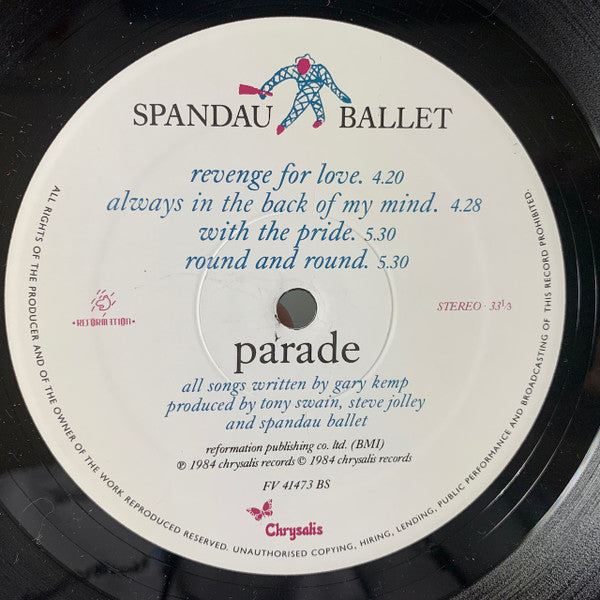 SPANDAU BALLET
revenge for love. 4.20
always in the back of my mind. 4.28
with the pride. 5.30
round and round. 5.30
REFORMATION
STEREO · 33⅓
parade
all songs written by gary kemp
produced by tony swain, steve jolley
and spandau ballet
reformation publishing co. ltd. (BMI)
℗ 1984 chrysalis records © 1984 chrysalis records
FV 41473 BS
Chrysalis
ALL RIGHTS OF THE PRODUCER AND OF THE OWNER OF THE WORK REPRODUCED RESERVED. UNAUTHORISED COPYING, HIRING, LENDING, PUBLIC PERFORMANCE AND BROADCASTING OF THIS RECORD PROHIBITED.